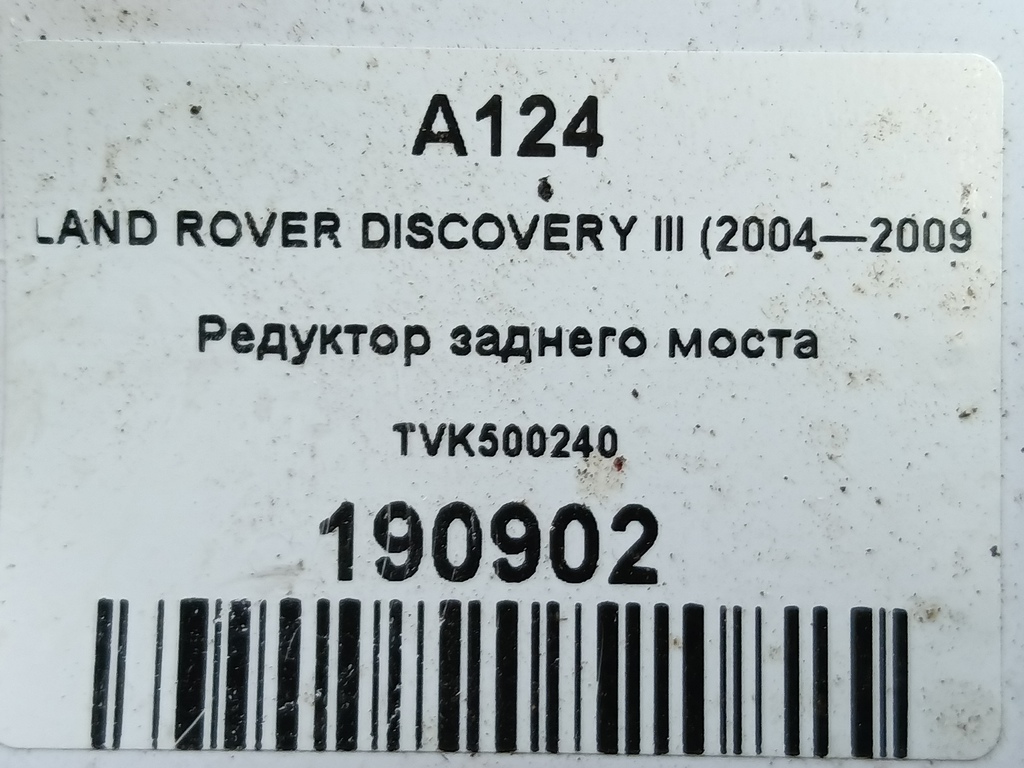 A124
LAND ROVER DISCOVERY III (2004—2009
Редуктор заднего моста
TVK500240
190902